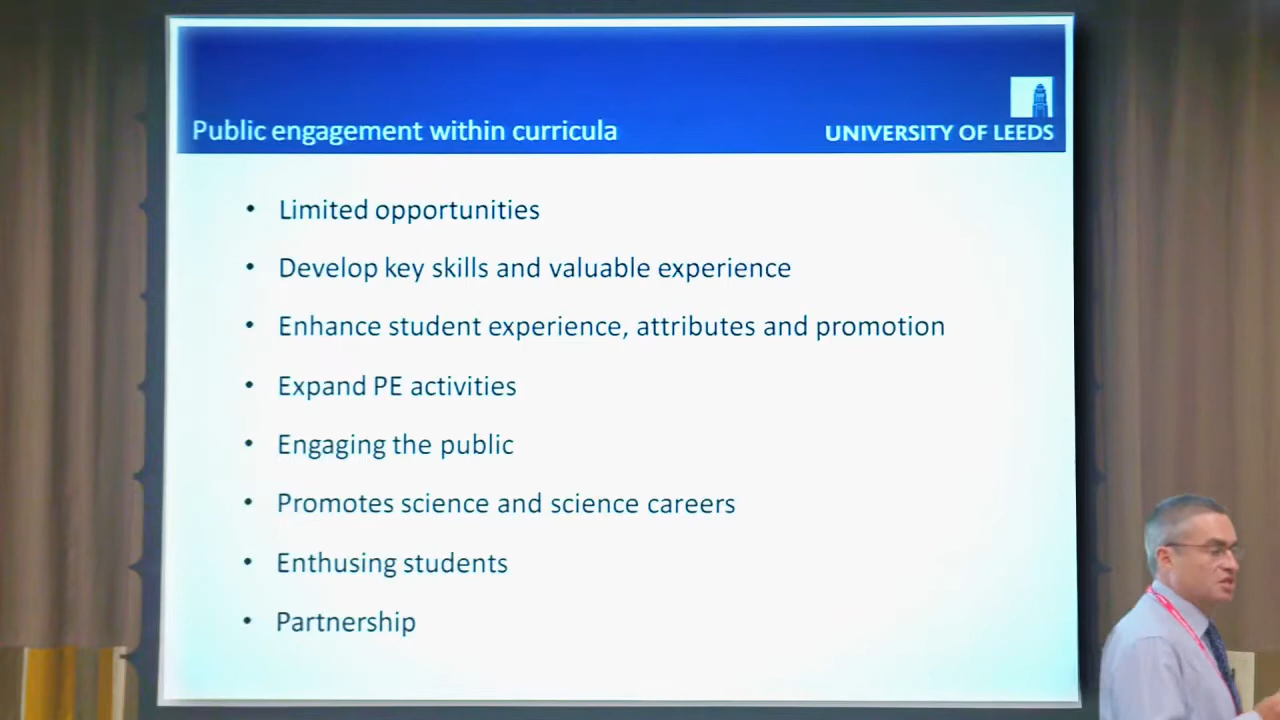 Public engagement within curricula
UNIVERSITY OF LEEDS
• Limited opportunities
• Develop key skills and valuable experience
• Enhance student experience, attributes and promotion
• Expand PE activities
• Engaging the public
• Promotes science and science careers
• Enthusing students
• Partnership